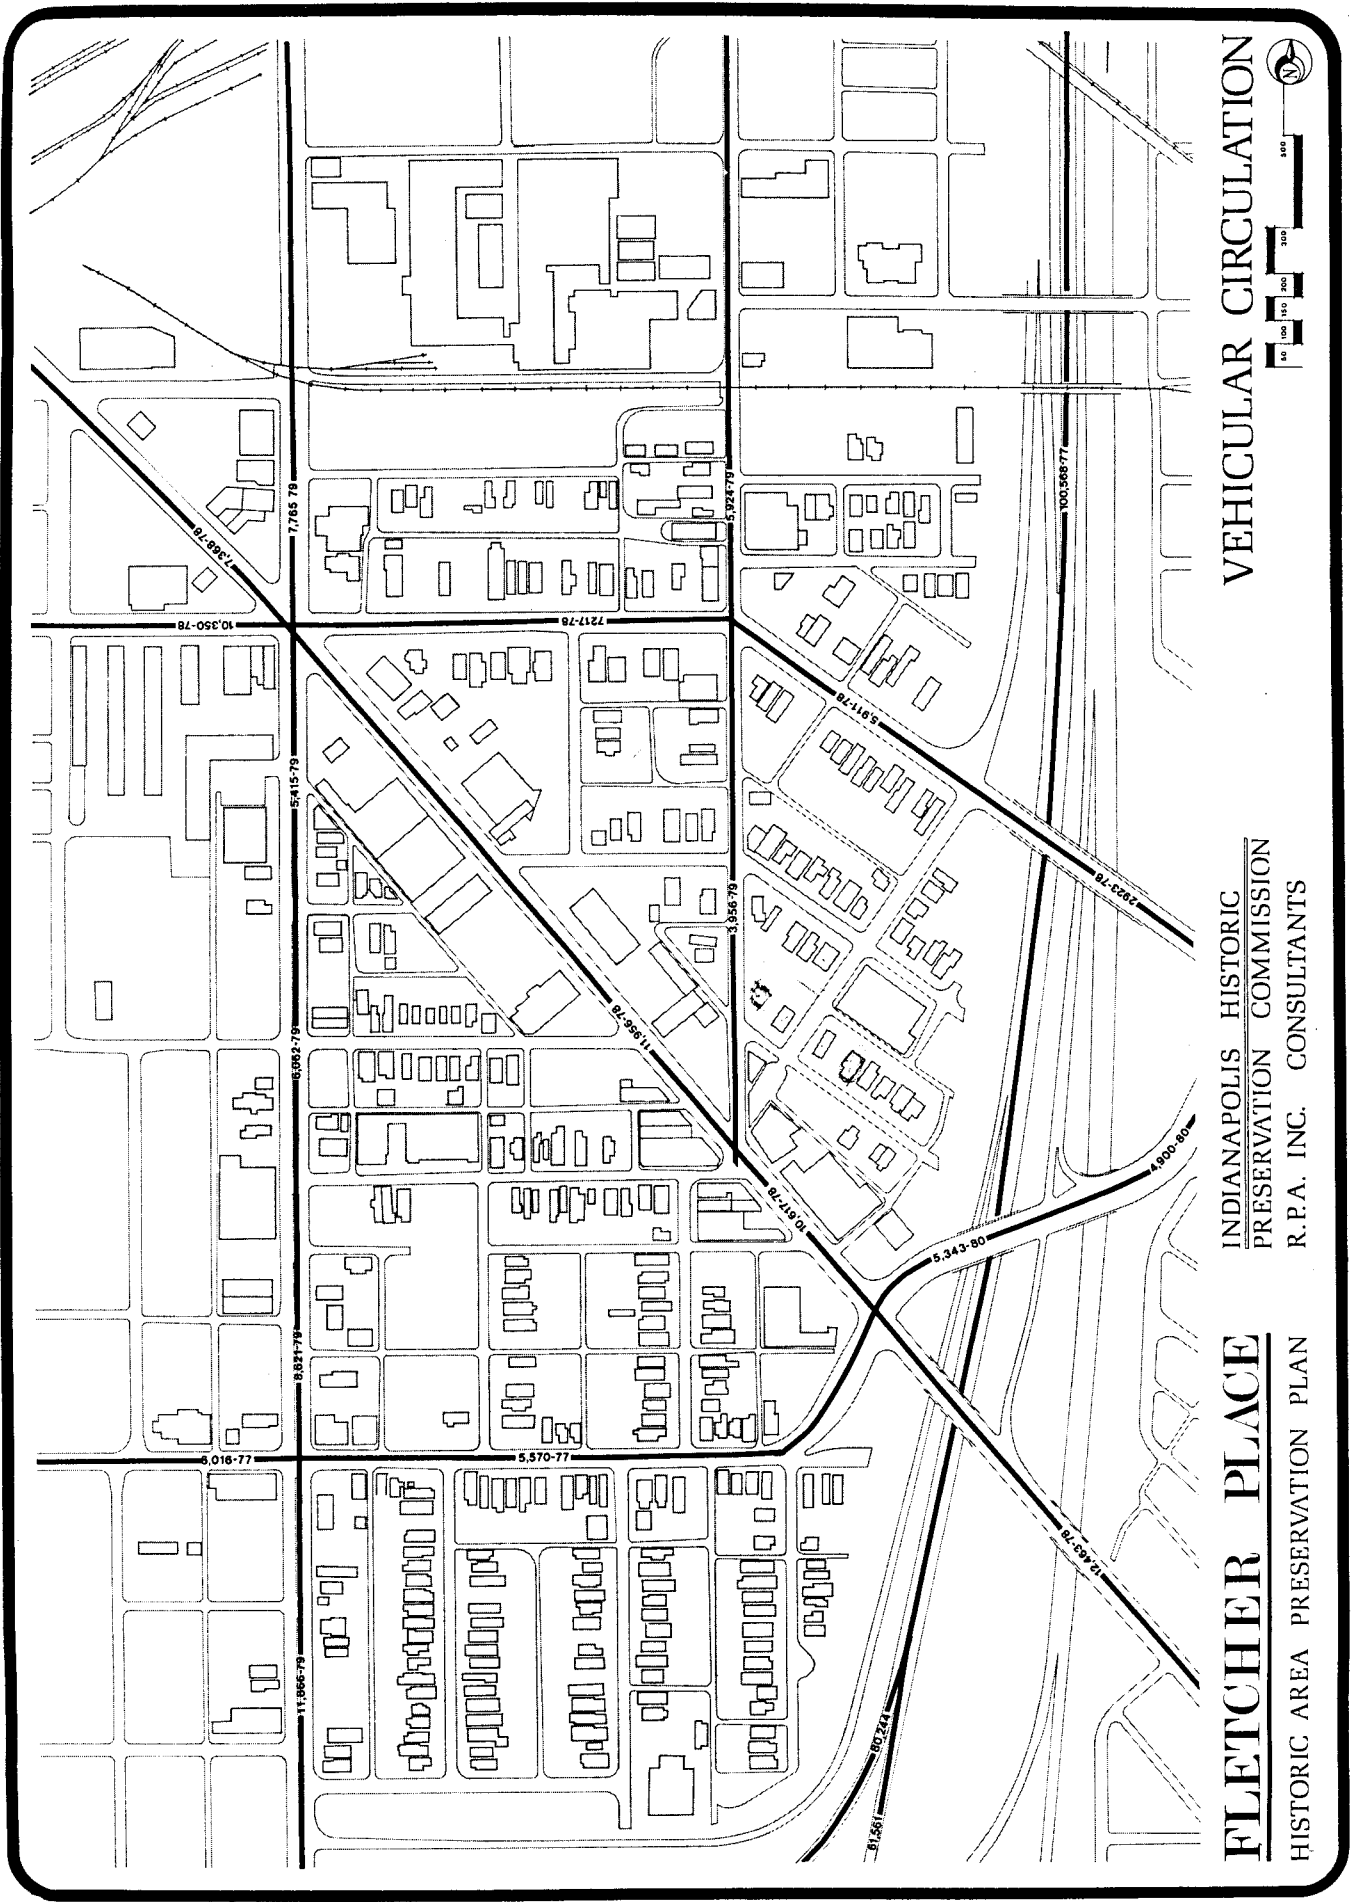 FLETCHER PLACE
HISTORIC AREA PRESERVATION PLAN
INDIANAPOLIS HISTORIC
PRESERVATION COMMISSION
R.P.A. INC. CONSULTANTS
VEHICULAR CIRCULATION
N
50 100 150 200 300 500
7,368-78
7,765 79
10,350-78
7217-78
5,924-79
100,568-77
5,911-78
5,415-79
3,956-79
2923-78
6,062-79
11,956-78
10,617-78
4,900-80
5,343-80
8,621-79
6,016-77
5,570-77
12,463-78
11,866-79
80,244
61,561